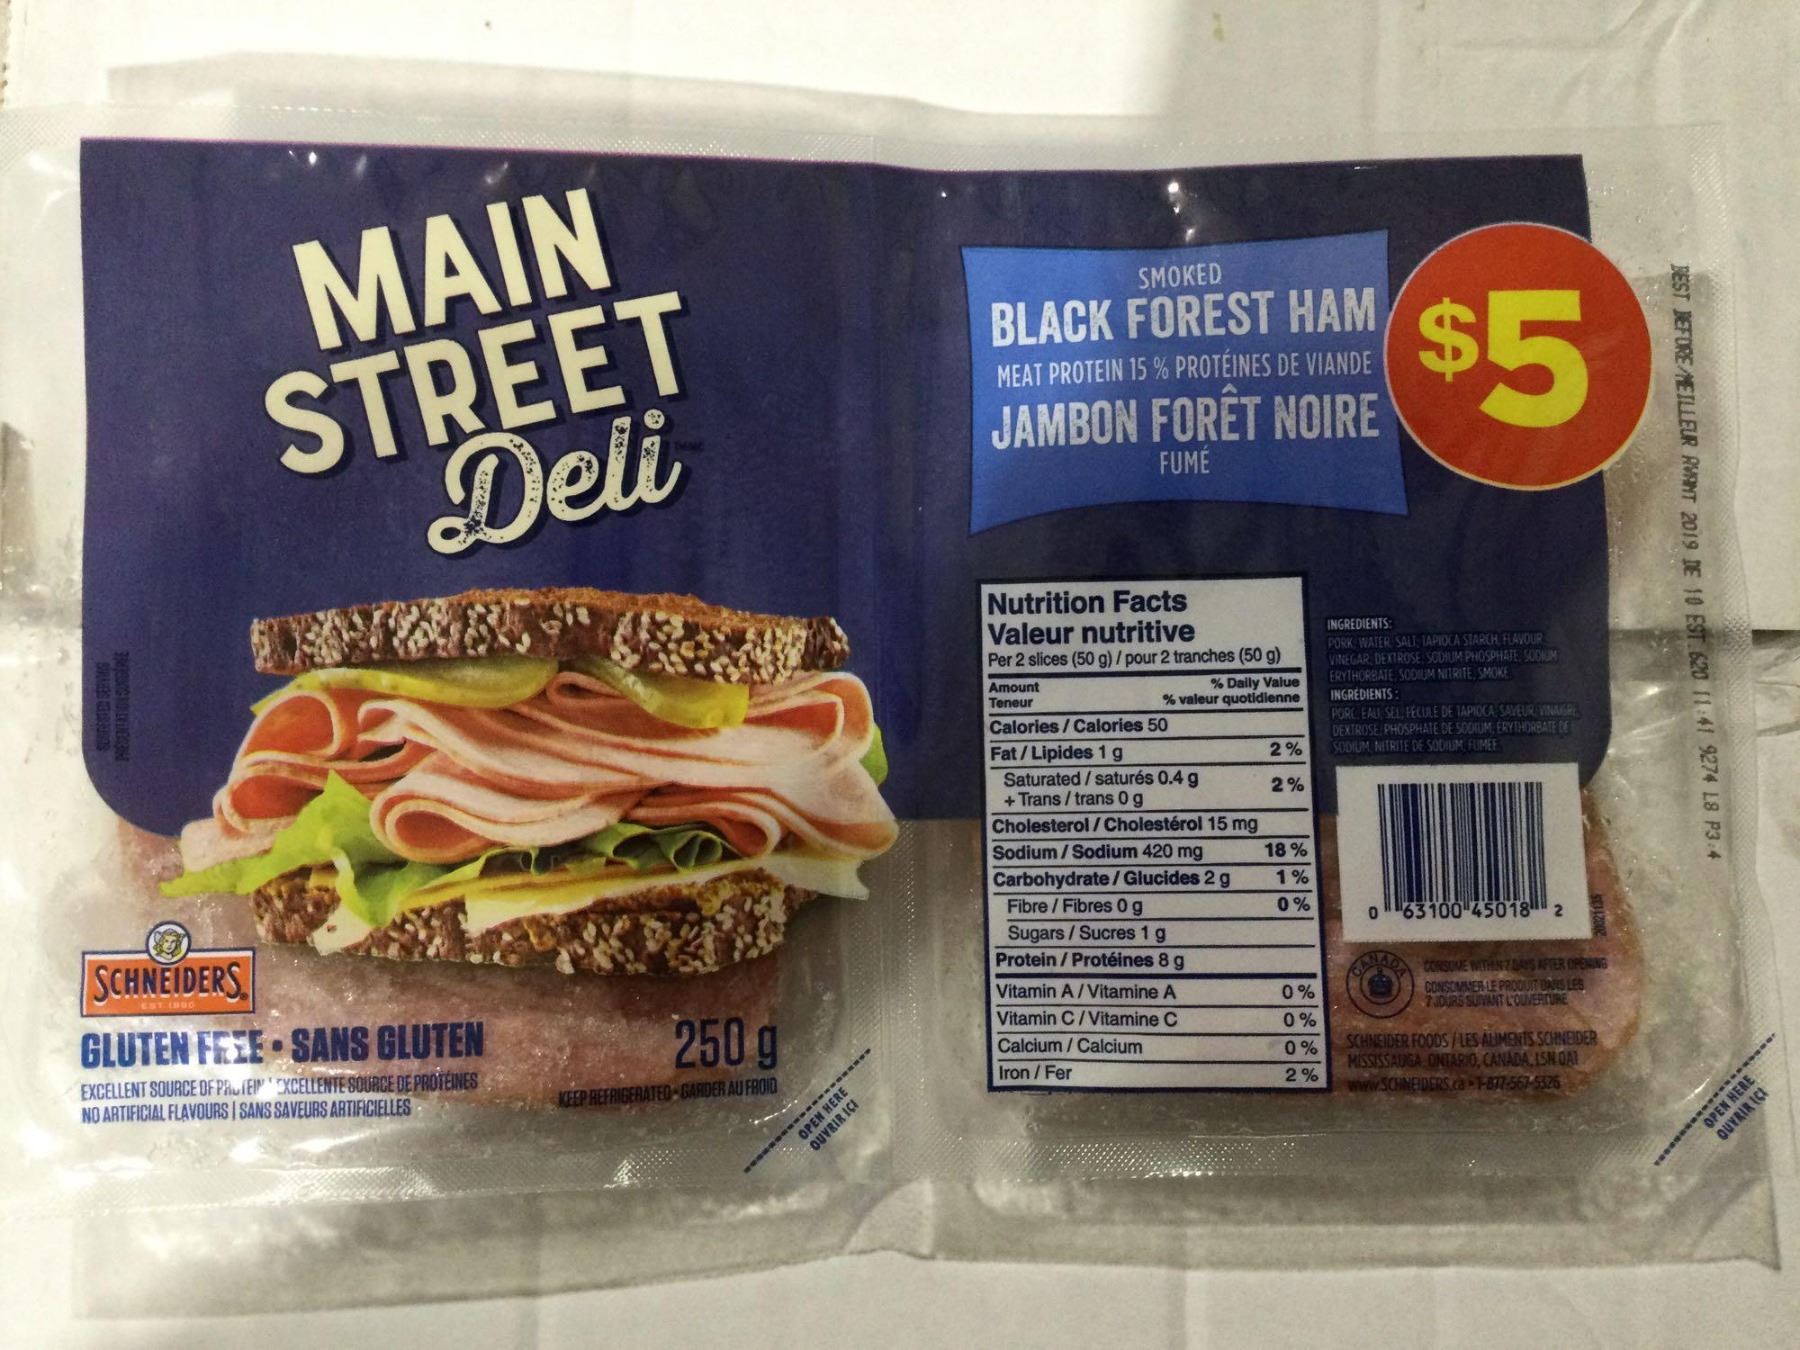 MAIN
STREET
Deli
SUGGESTED SERVING
PRÉSENTATION SUGGÉRÉE
SCHNEIDERS®
EST. 1890
GLUTEN FREE • SANS GLUTEN
EXCELLENT SOURCE OF PROTEIN | EXCELLENTE SOURCE DE PROTÉINES
NO ARTIFICIAL FLAVOURS | SANS SAVEURS ARTIFICIELLES
250 g
KEEP REFRIGERATED • GARDER AU FROID
OPEN HERE
OUVRIR ICI
SMOKED
BLACK FOREST HAM
MEAT PROTEIN 15 % PROTÉINES DE VIANDE
JAMBON FORÊT NOIRE
FUMÉ
$5
Nutrition Facts
Valeur nutritive
Per 2 slices (50 g) / pour 2 tranches (50 g)
Amount % Daily Value
Teneur % valeur quotidienne
Calories / Calories 50
Fat / Lipides 1 g 2 %
Saturated / saturés 0.4 g
+ Trans / trans 0 g 2 %
Cholesterol / Cholestérol 15 mg
Sodium / Sodium 420 mg 18 %
Carbohydrate / Glucides 2 g 1 %
Fibre / Fibres 0 g 0 %
Sugars / Sucres 1 g
Protein / Protéines 8 g
Vitamin A / Vitamine A 0 %
Vitamin C / Vitamine C 0 %
Calcium / Calcium 0 %
Iron / Fer 2 %
INGREDIENTS:
PORK, WATER, SALT, TAPIOCA STARCH, FLAVOUR,
VINEGAR, DEXTROSE, SODIUM PHOSPHATE, SODIUM
ERYTHORBATE, SODIUM NITRITE, SMOKE.
INGRÉDIENTS :
PORC, EAU, SEL, FÉCULE DE TAPIOCA, SAVEUR, VINAIGRE,
DEXTROSE, PHOSPHATE DE SODIUM, ERYTHORBATE DE
SODIUM, NITRITE DE SODIUM, FUMÉE.
0 63100 45018 2
2002113S
CANADA
CONSUME WITHIN 7 DAYS AFTER OPENING
CONSOMMER LE PRODUIT DANS LES
7 JOURS SUIVANT L'OUVERTURE
SCHNEIDER FOODS / LES ALIMENTS SCHNEIDER
MISSISSAUGA, ONTARIO, CANADA, L5N 0A1
www.SCHNEIDERS.ca • 1-877-567-5326
OPEN HERE
OUVRIR ICI
BEST BEFORE/MEILLEUR AVANT 2019 DE 10 EST 620 11:41 9274 L8 P3:4